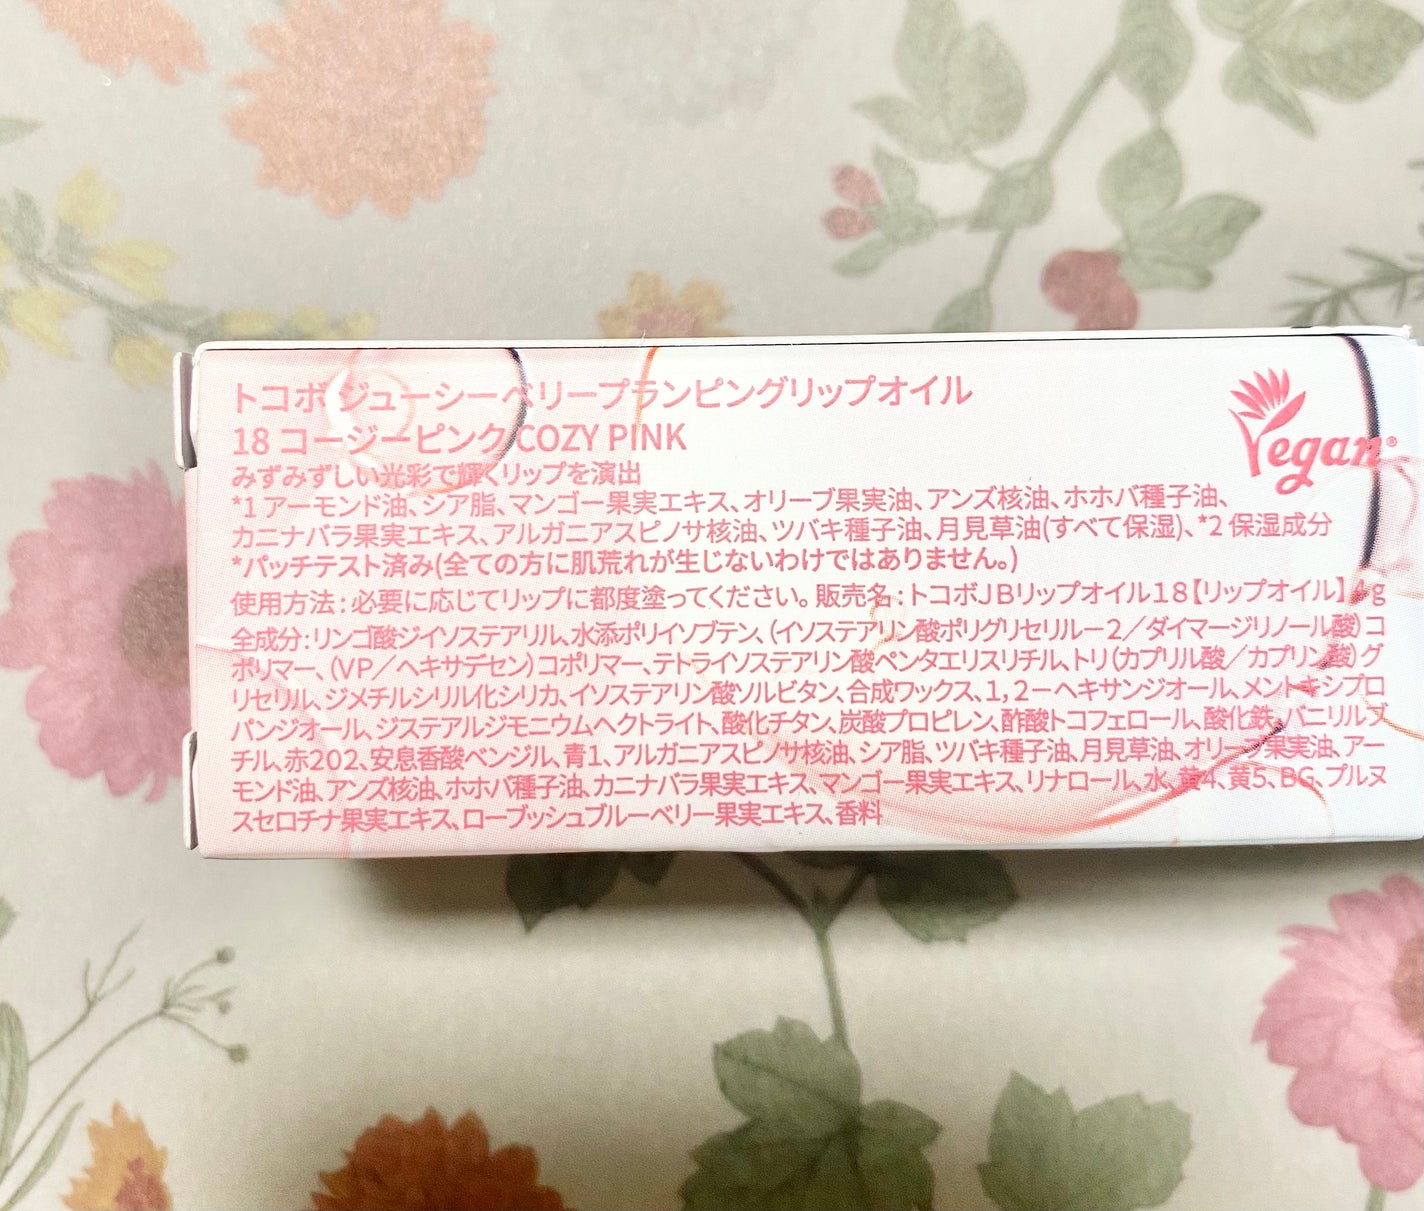 トコボ ジューシーベリープランピングリップオイル
18 コージーピンク COZY PINK
Vegan®
みずみずしい光彩で輝くリップを演出
*1 アーモンド油、シア脂、マンゴー果実エキス、オリーブ果実油、アンズ核油、ホホバ種子油、
カニナバラ果実エキス、アルガニアスピノサ核油、ツバキ種子油、月見草油(すべて保湿)、*2 保湿成分
*パッチテスト済み(全ての方に肌荒れが生じないわけではありません。)
使用方法：必要に応じてリップに都度塗ってください。販売名：トコボJBリップオイル18【リップオイル】4g
全成分：リンゴ酸ジイソステアリル、水添ポリイソブテン、(イソステアリン酸ポリグリセリルー2／ダイマージリノール酸)コ
ポリマー、(VP／ヘキサデセン)コポリマー、テトライソステアリン酸ペンタエリスリチル、トリ(カプリル酸／カプリン酸)グ
リセリル、ジメチルシリル化シリカ、イソステアリン酸ソルビタン、合成ワックス、1,2ーヘキサンジオール、メントキシプロ
パンジオール、ジステアルジモニウムヘクトライト、酸化チタン、炭酸プロピレン、酢酸トコフェロール、酸化鉄、バニリルブ
チル、赤202、安息香酸ベンジル、青1、アルガニアスピノサ核油、シア脂、ツバキ種子油、月見草油、オリーブ果実油、アー
モンド油、アンズ核油、ホホバ種子油、カニナバラ果実エキス、マンゴー果実エキス、リナロール、水、黄4、黄5、BG、プルヌ
スセロチナ果実エキス、ローブッシュブルーベリー果実エキス、香料